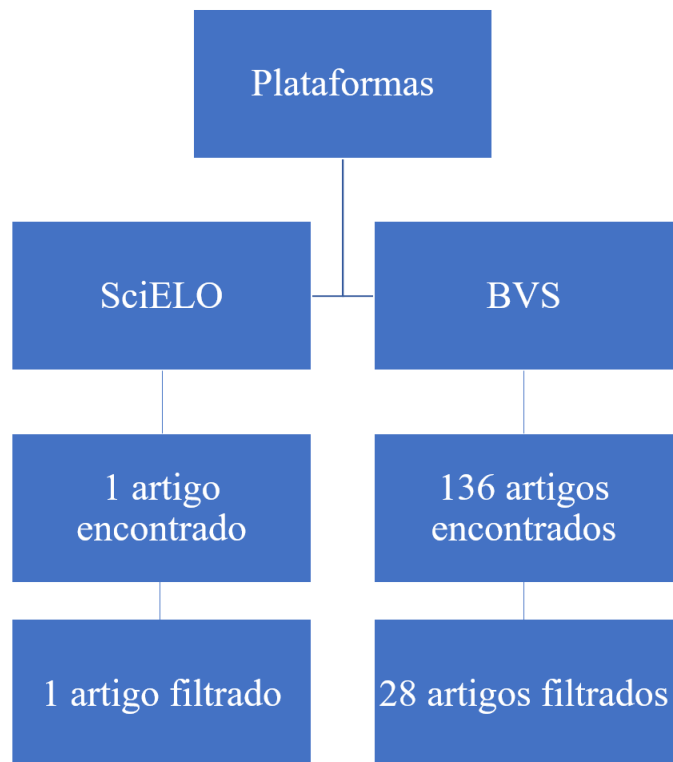 Plataformas
SciELO
BVS
1 artigo
encontrado
136 artigos
encontrados
1 artigo filtrado
28 artigos filtrados